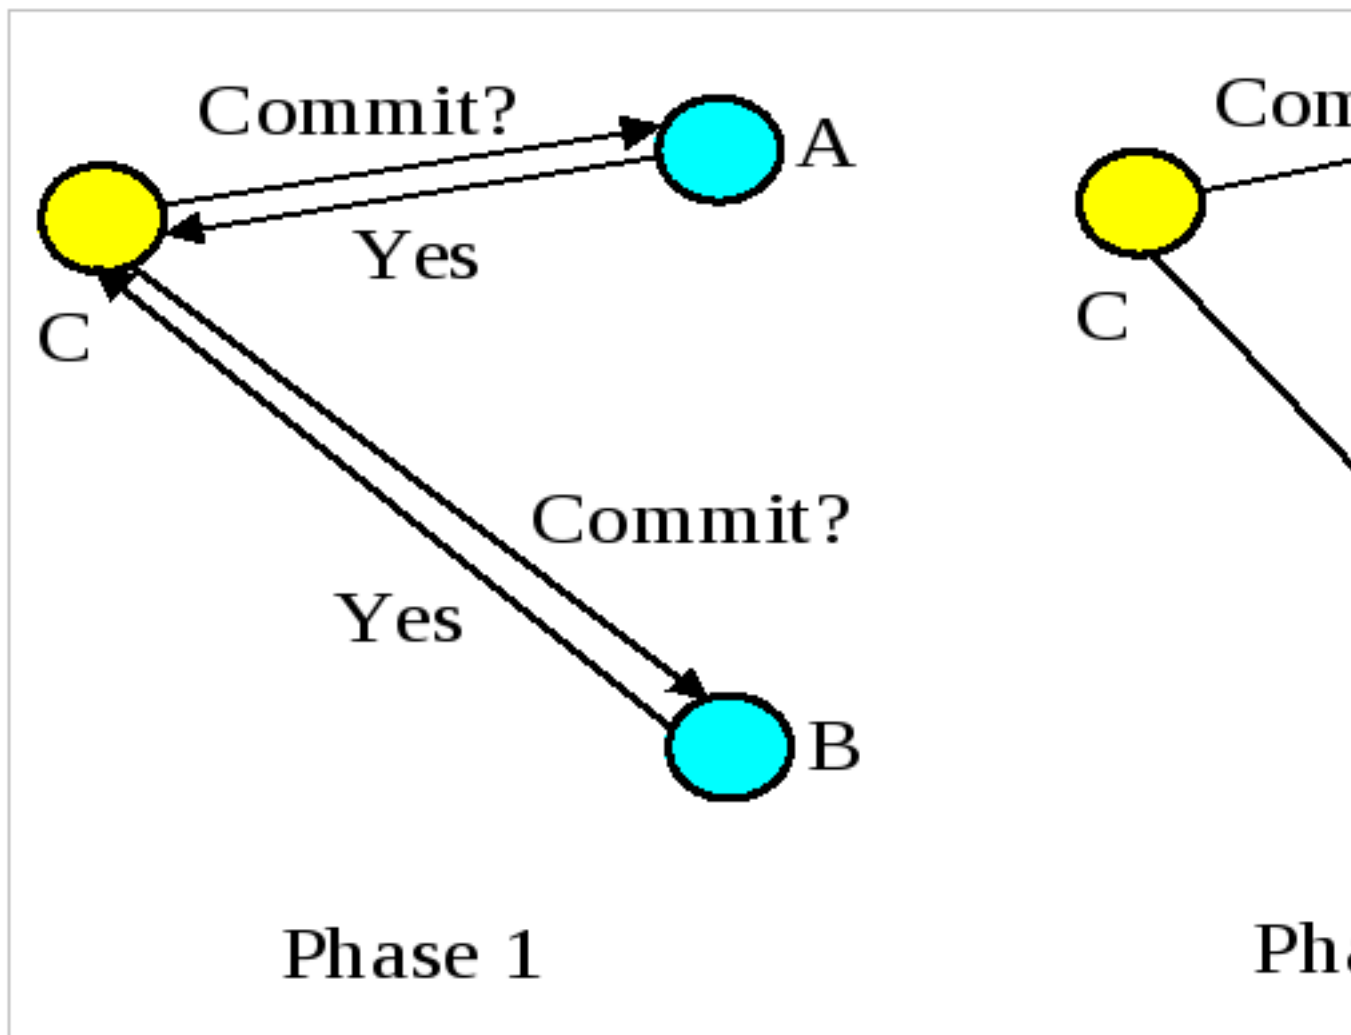 Commit?
A
Yes
C
Commit?
Yes
B
Phase 1
C